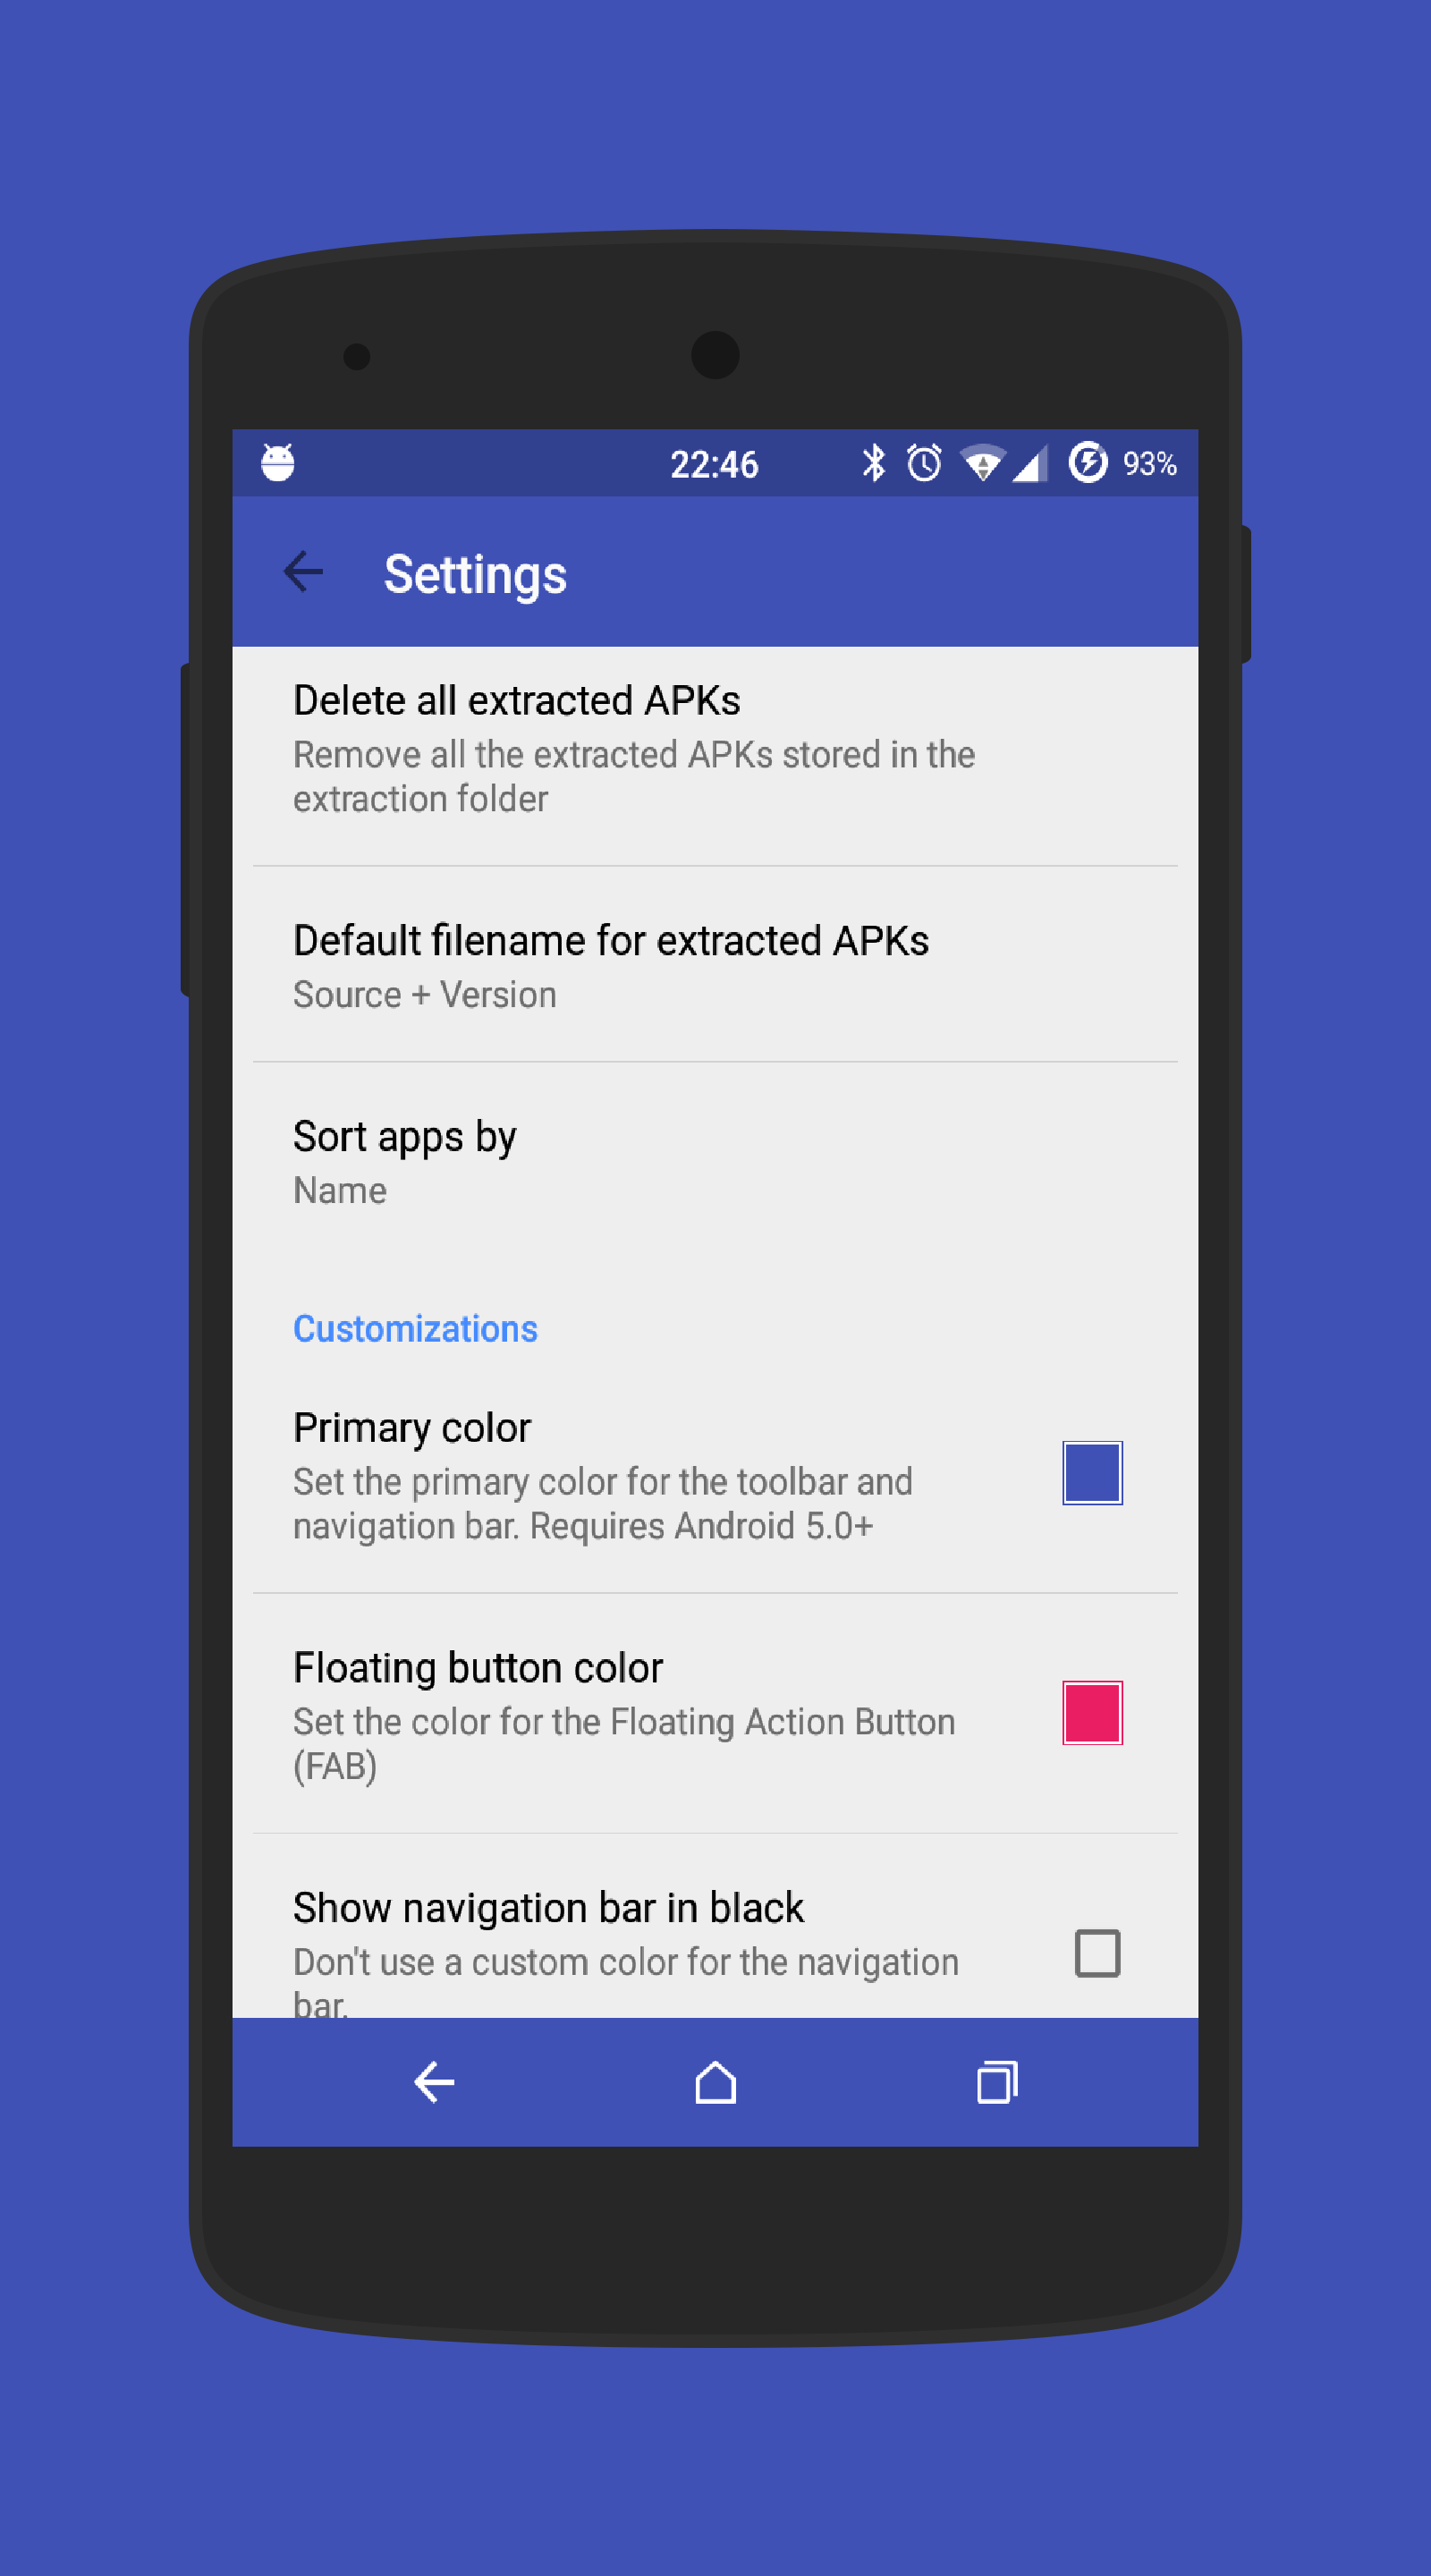 22:46 93%
Settings
Delete all extracted APKs
Remove all the extracted APKs stored in the
extraction folder
Default filename for extracted APKs
Source + Version
Sort apps by
Name
Customizations
Primary color
Set the primary color for the toolbar and
navigation bar. Requires Android 5.0+
Floating button color
Set the color for the Floating Action Button
(FAB)
Show navigation bar in black
Don't use a custom color for the navigation
bar.